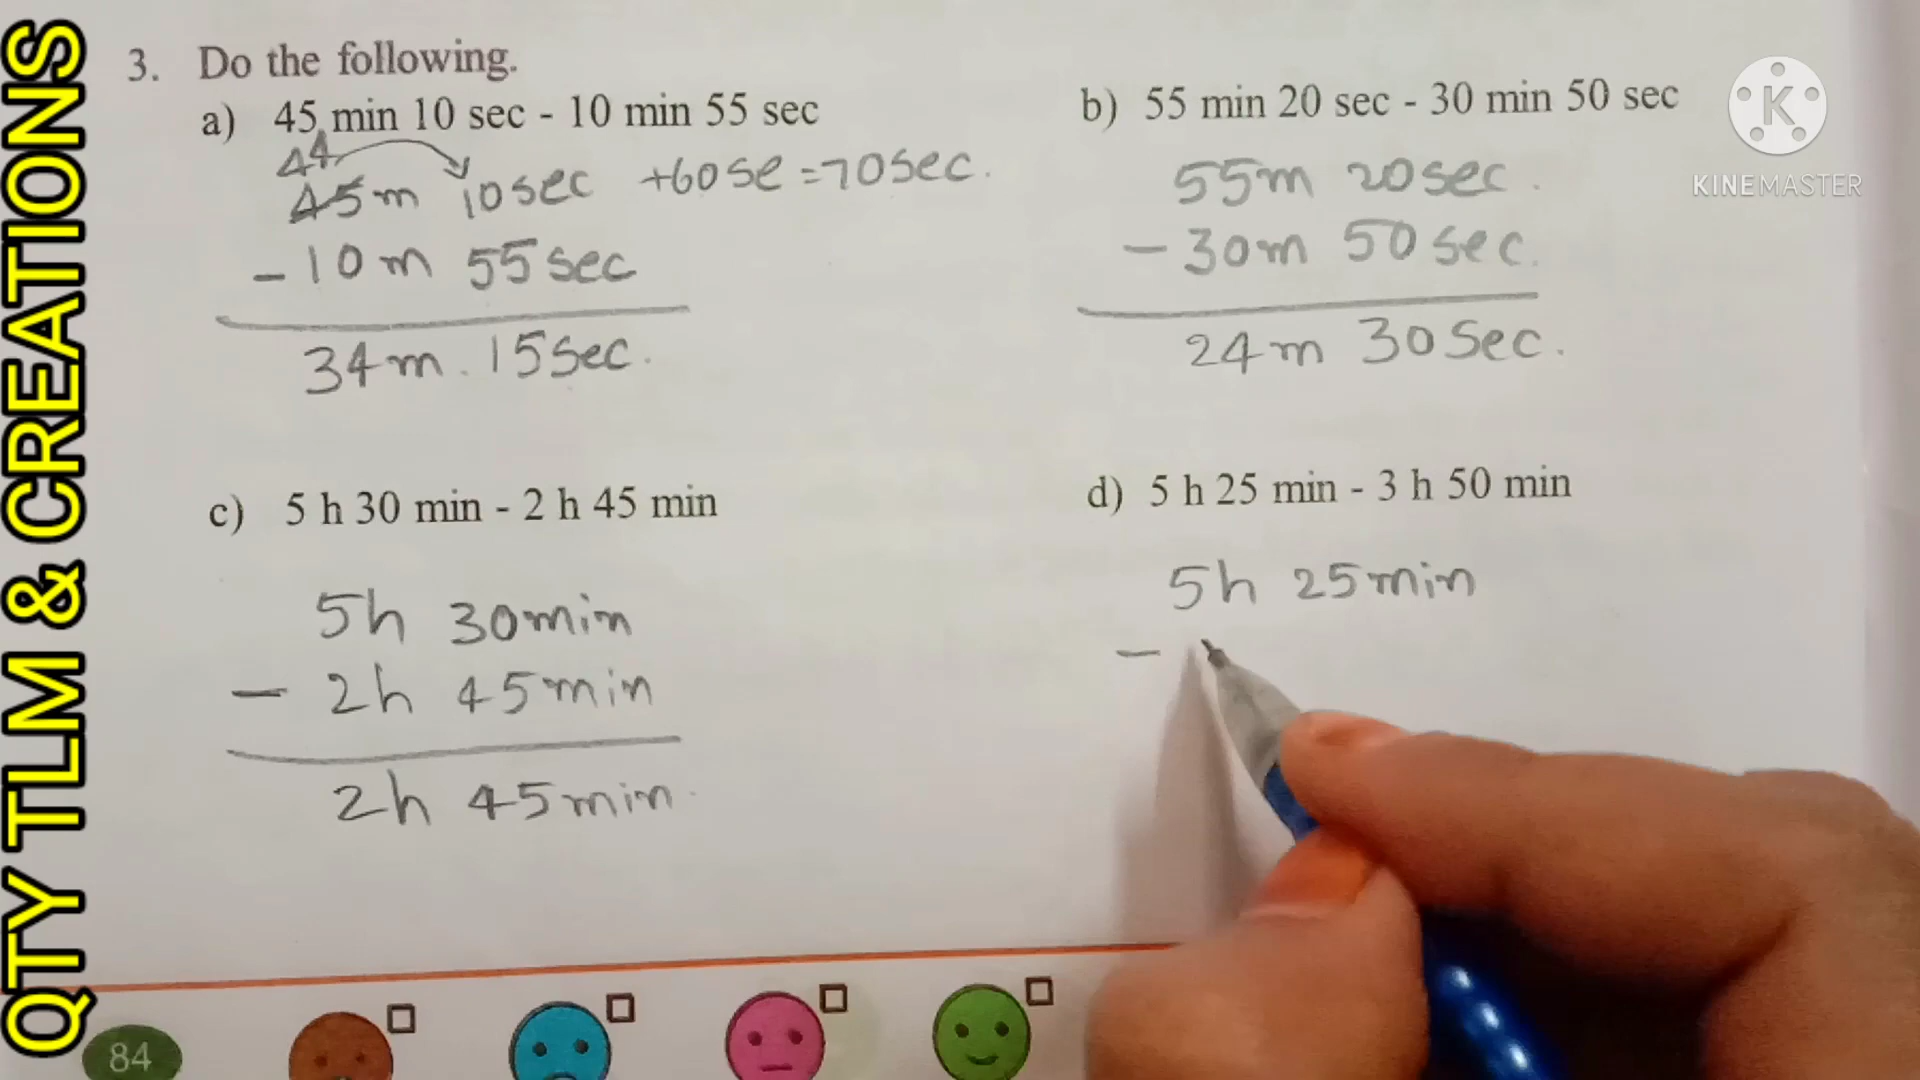 QTY TLM & CREATIONS
3. Do the following.
a) 45 min 10 sec - 10 min 55 sec
44
45m 10sec +60se=70sec.
-10m 55sec
34m. 15sec.
b) 55 min 20 sec - 30 min 50 sec
55m 20sec.
-30m 50sec.
24m 30sec.
K
KINEMASTER
c) 5 h 30 min - 2 h 45 min
5h 30min
- 2h 45min
2h 45min.
d) 5 h 25 min - 3 h 50 min
5h 25min
-
84